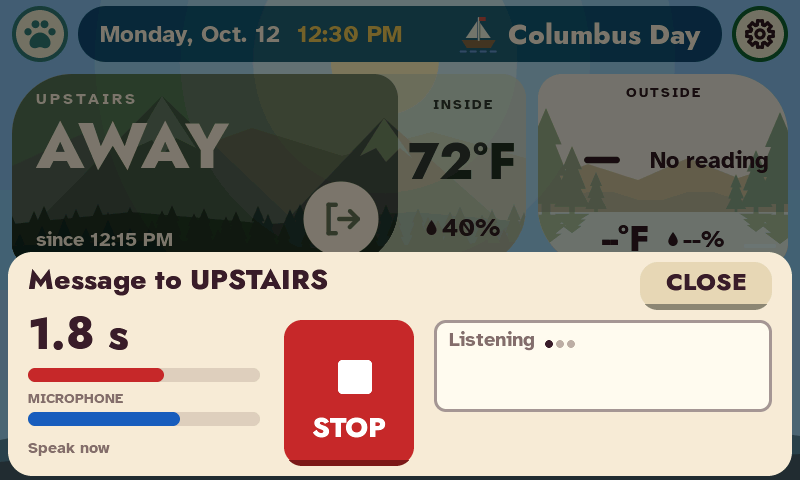 Monday, Oct. 12 12:30 PM Columbus Day
UPSTAIRS
AWAY
since 12:15 PM
INSIDE
72°F
40%
OUTSIDE
— No reading
--°F --%
Message to UPSTAIRS
CLOSE
1.8 s
MICROPHONE
Speak now
STOP
Listening